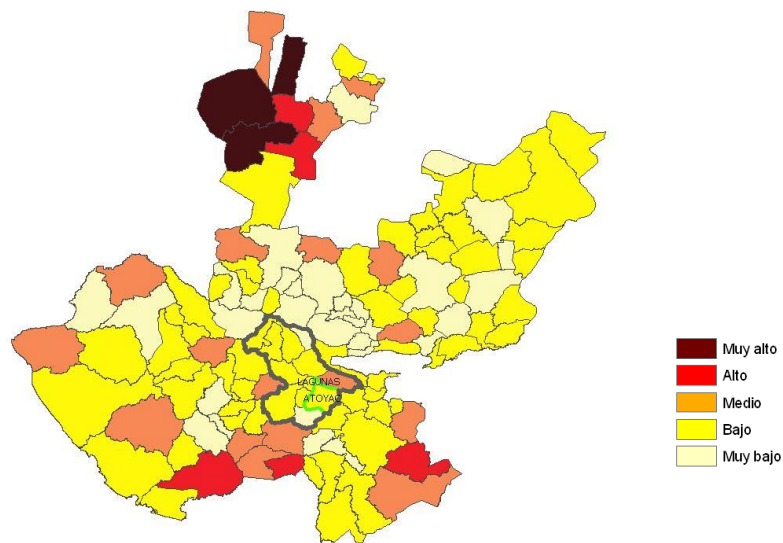 LAGUNAS
ATOYAC
Muy alto
Alto
Medio
Bajo
Muy bajo